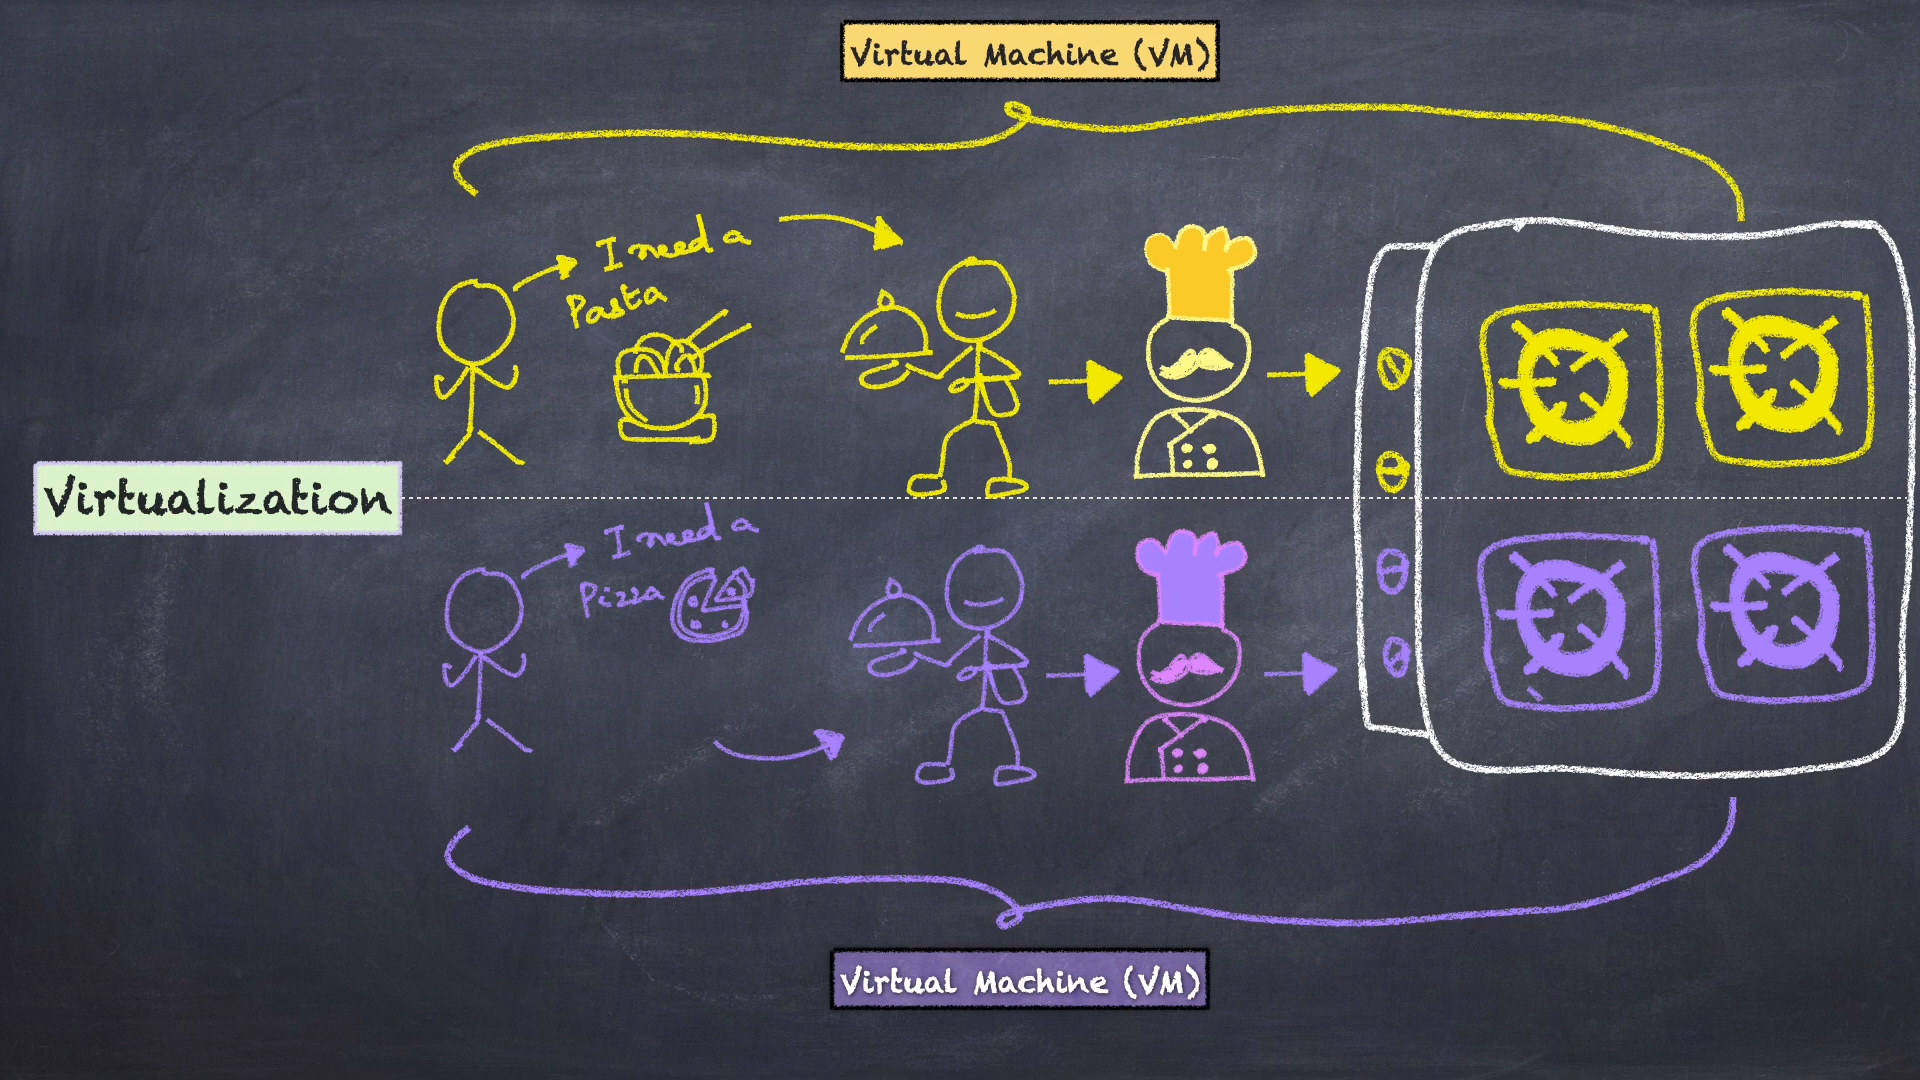 Virtual Machine (VM)
I need a
Pasta
Virtualization
I need a
Pizza
Virtual Machine (VM)